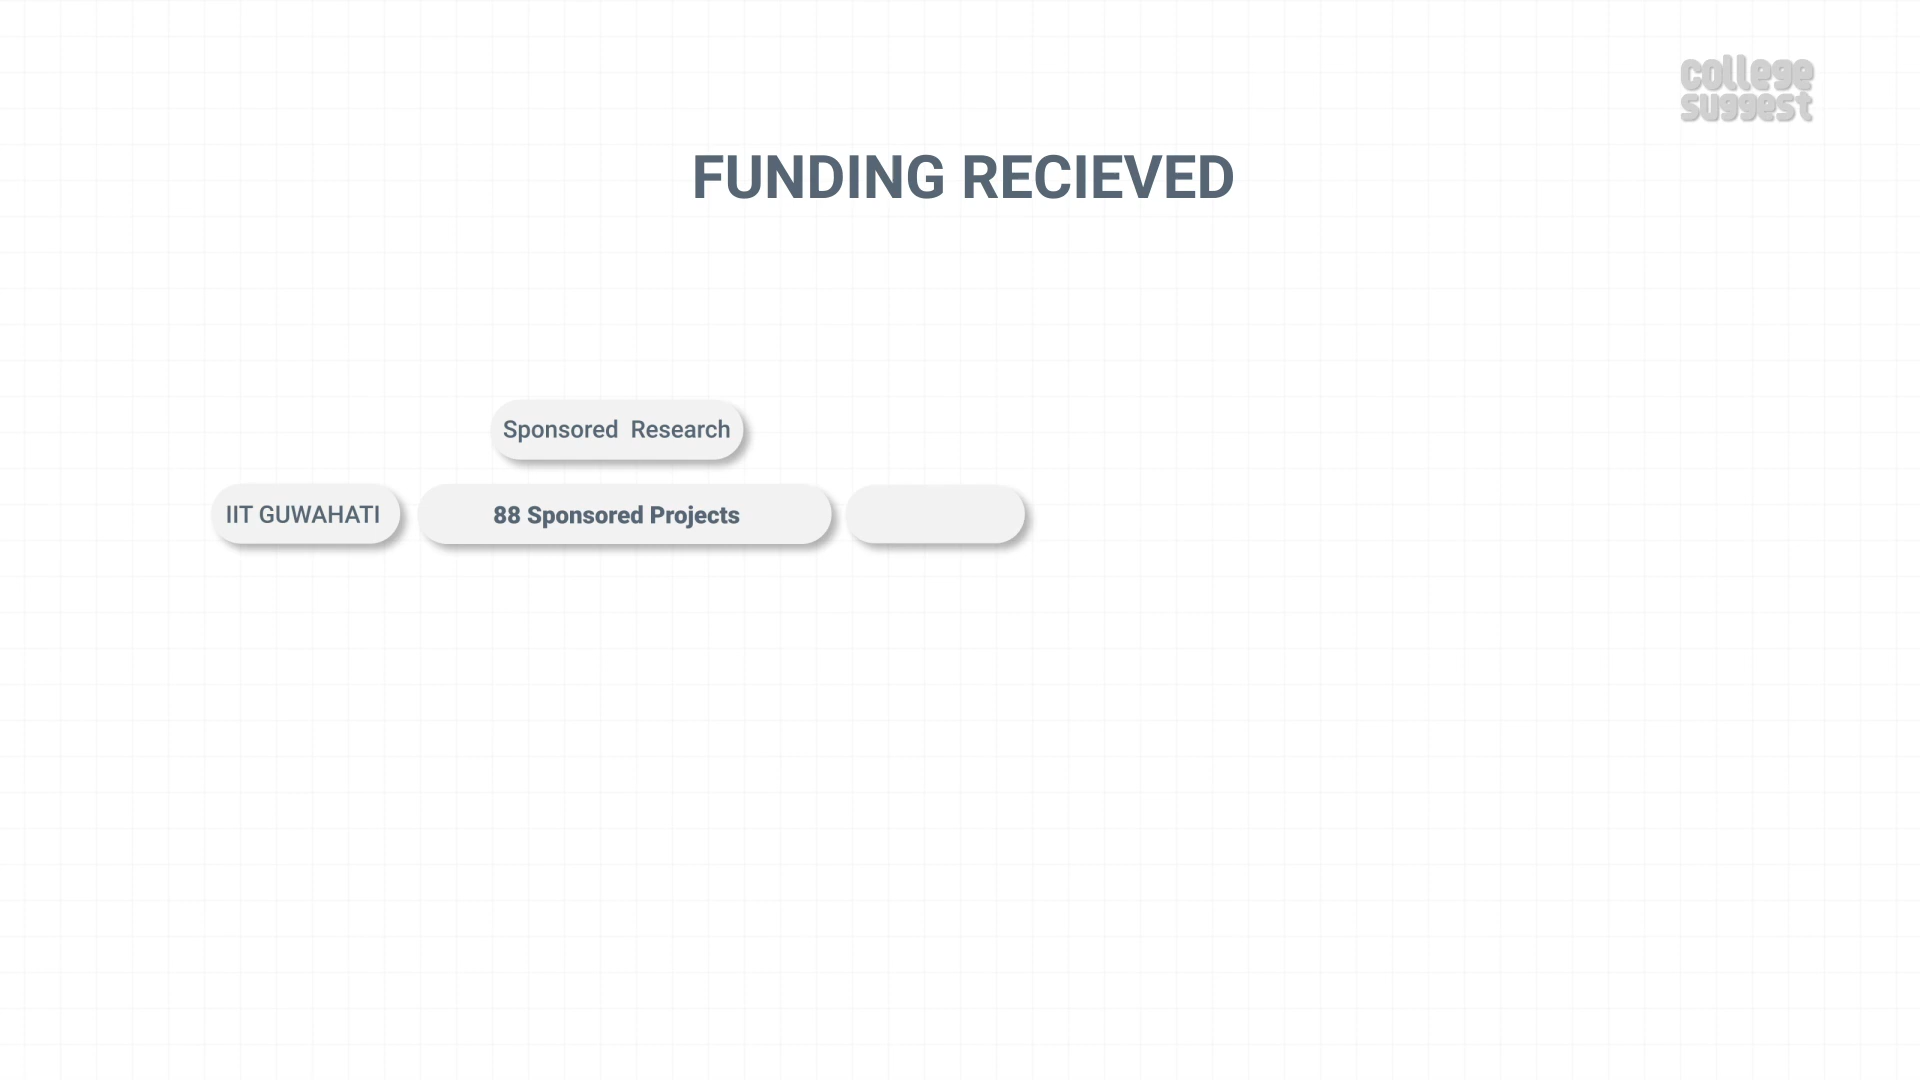 college
suggest
FUNDING RECIEVED
Sponsored Research
IIT GUWAHATI
88 Sponsored Projects